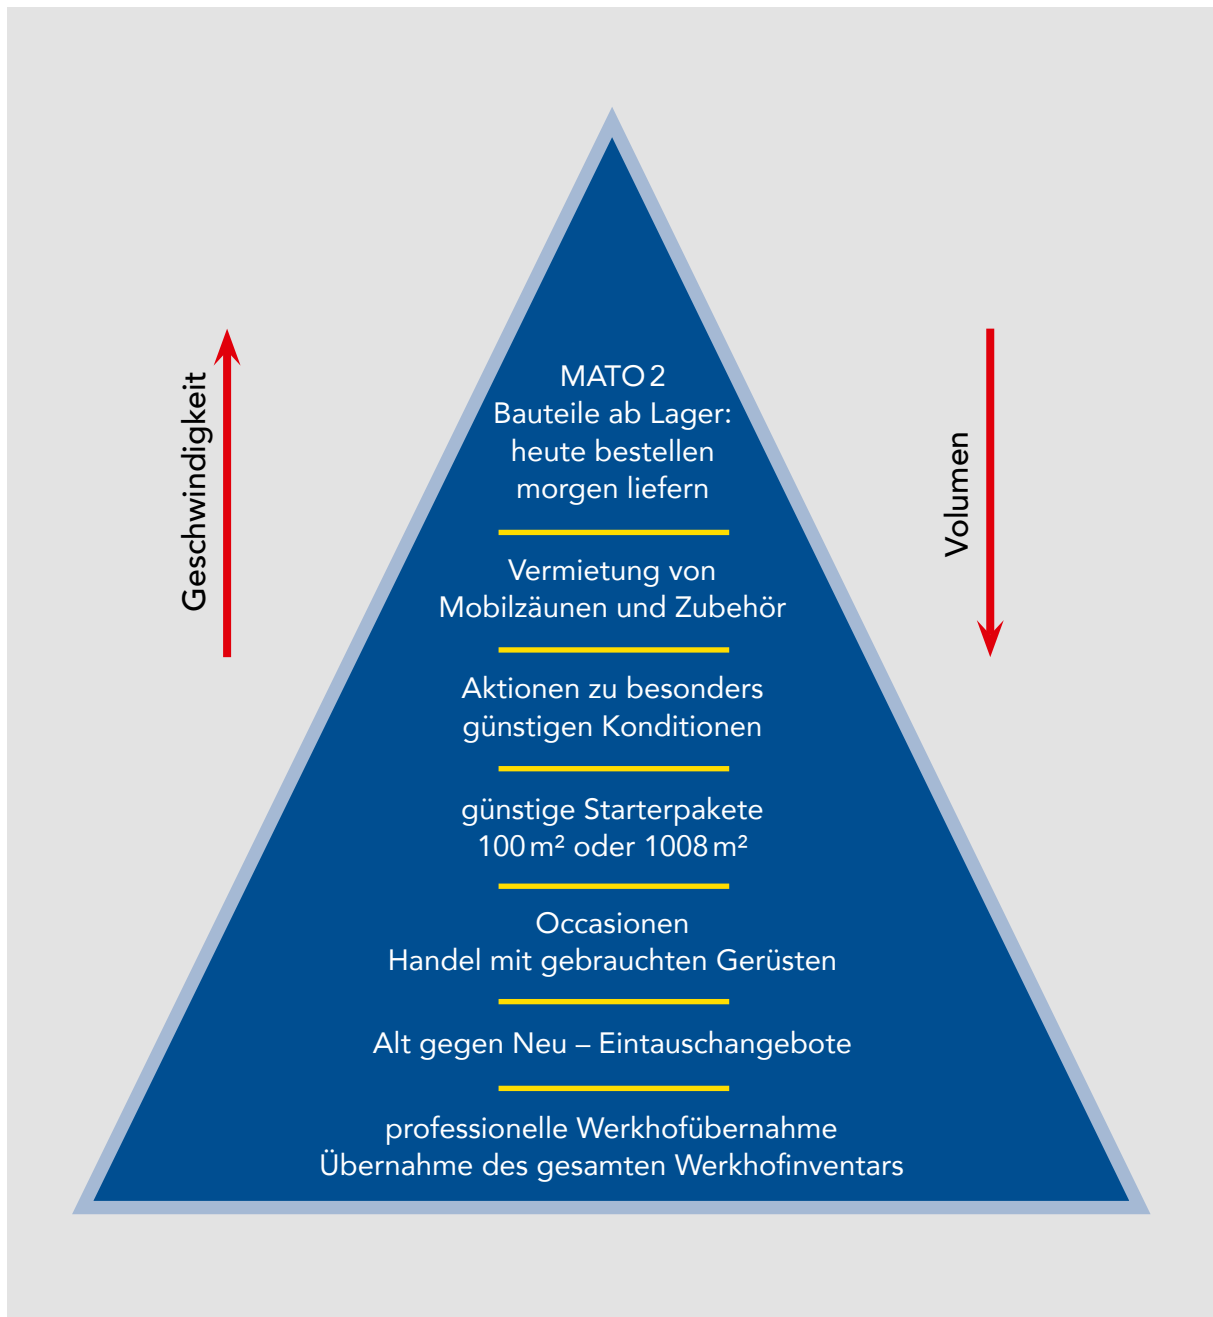 MATO 2
Bauteile ab Lager:
heute bestellen
morgen liefern
Vermietung von
Mobilzäunen und Zubehör
Aktionen zu besonders
günstigen Konditionen
günstige Starterpakete
100 m² oder 1008 m²
Occasionen
Handel mit gebrauchten Gerüsten
Alt gegen Neu – Eintauschangebote
professionelle Werkhofübernahme
Übernahme des gesamten Werkhofinventars
Geschwindigkeit
Volumen